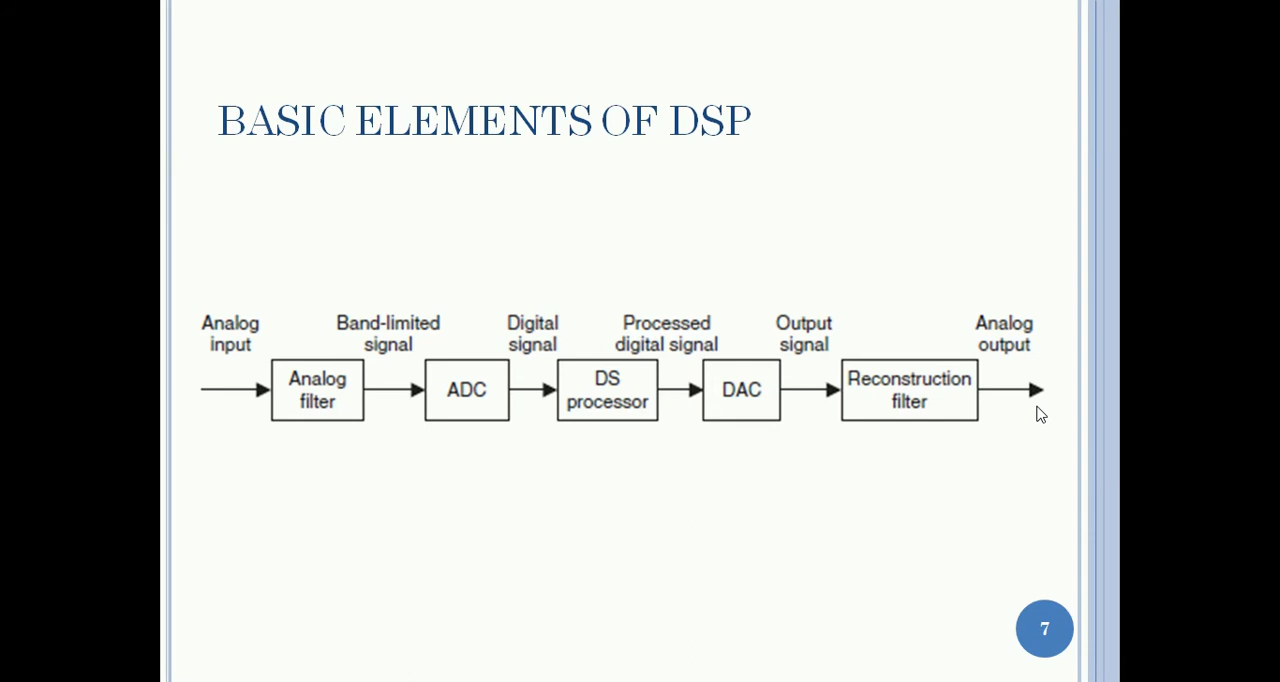 BASIC ELEMENTS OF DSP
Analog
input
Band-limited
signal
Digital
signal
Processed
digital signal
Output
signal
Analog
output
Analog
filter
ADC
DS
processor
DAC
Reconstruction
filter
7